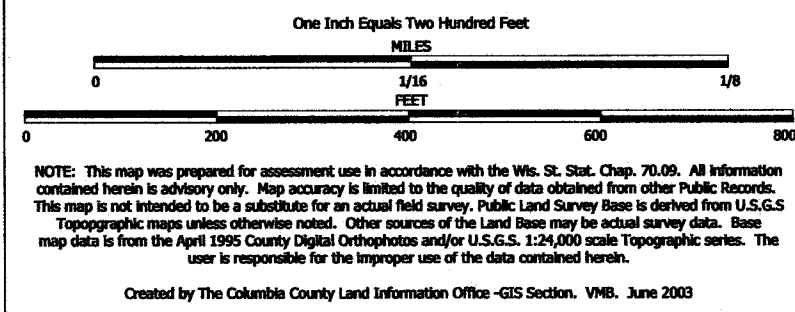 One Inch Equals Two Hundred Feet
MILES
0 1/16 1/8
FEET
0 200 400 600 800
NOTE: This map was prepared for assessment use in accordance with the Wis. St. Stat. Chap. 70.09. All information
contained herein is advisory only. Map accuracy is limited to the quality of data obtained from other Public Records.
This map is not intended to be a substitute for an actual field survey. Public Land Survey Base is derived from U.S.G.S
Topopgraphic maps unless otherwise noted. Other sources of the Land Base may be actual survey data. Base
map data is from the April 1995 County Digital Orthophotos and/or U.S.G.S. 1:24,000 scale Topographic series. The
user is responsible for the improper use of the data contained herein.
Created by The Columbia County Land Information Office -GIS Section. VMB. June 2003